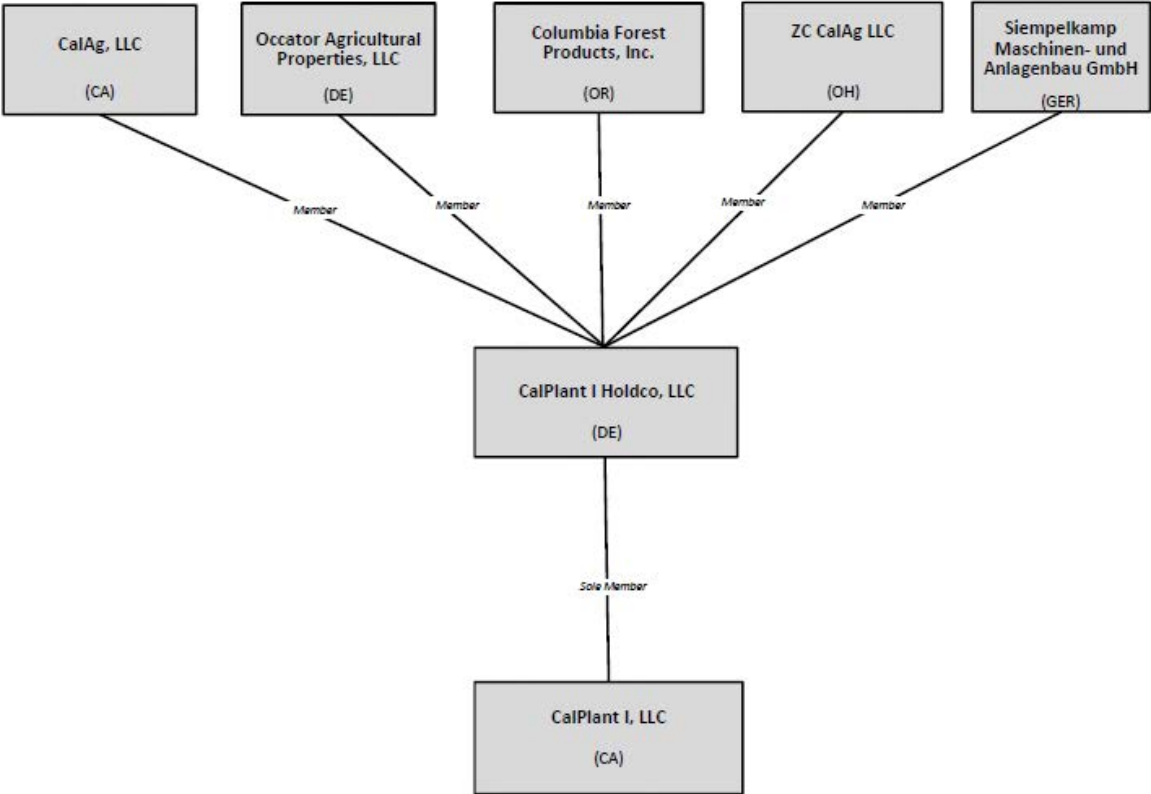 CalAg, LLC
(CA)
Occator Agricultural
Properties, LLC
(DE)
Columbia Forest
Products, Inc.
(OR)
ZC CalAg LLC
(OH)
Siempelkamp
Maschinen- und
Anlagenbau GmbH
(GER)
Member
Member
Member
Member
Member
CalPlant I Holdco, LLC
(DE)
Sole Member
CalPlant I, LLC
(CA)